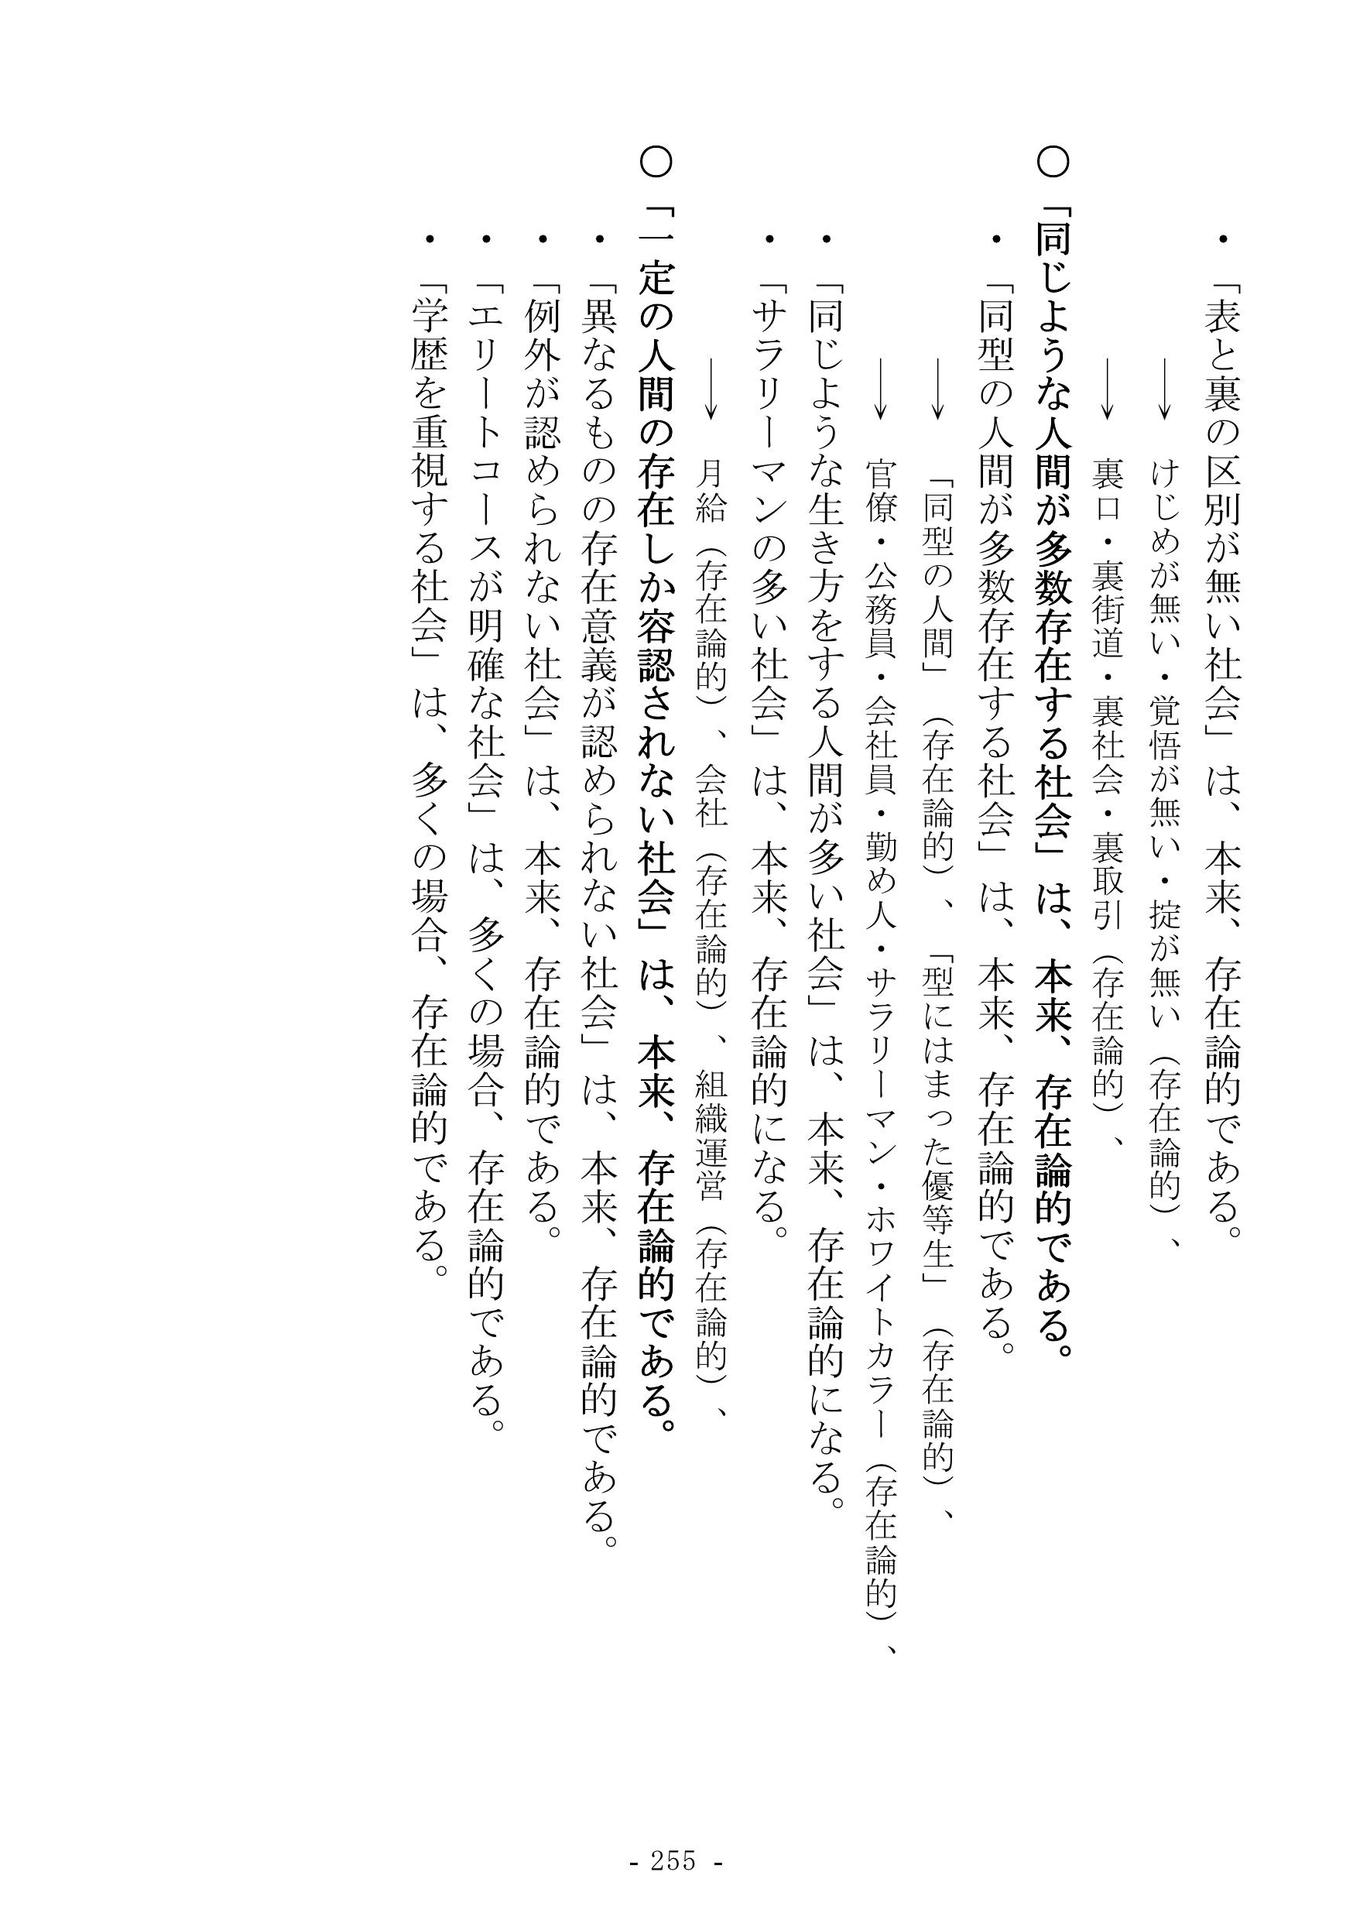 ・「表と裏の区別が無い社会」は、本来、存在論的である。
→ けじめが無い・覚悟が無い・掟が無い（存在論的）、
→ 裏口・裏街道・裏社会・裏取引（存在論的）、
○「同じような人間が多数存在する社会」は、本来、存在論的である。
・「同型の人間が多数存在する社会」は、本来、存在論的である。
→ 「同型の人間」（存在論的）、「型にはまった優等生」（存在論的）、
→ 官僚・公務員・会社員・勤め人・サラリーマン・ホワイトカラー（存在論的）、
・「同じような生き方をする人間が多い社会」は、本来、存在論的になる。
・「サラリーマンの多い社会」は、本来、存在論的になる。
→ 月給（存在論的）、会社（存在論的）、組織運営（存在論的）、
○「一定の人間の存在しか容認されない社会」は、本来、存在論的である。
・「異なるものの存在意義が認められない社会」は、本来、存在論的である。
・「例外が認められない社会」は、本来、存在論的である。
・「エリートコースが明確な社会」は、多くの場合、存在論的である。
・「学歴を重視する社会」は、多くの場合、存在論的である。
- 255 -